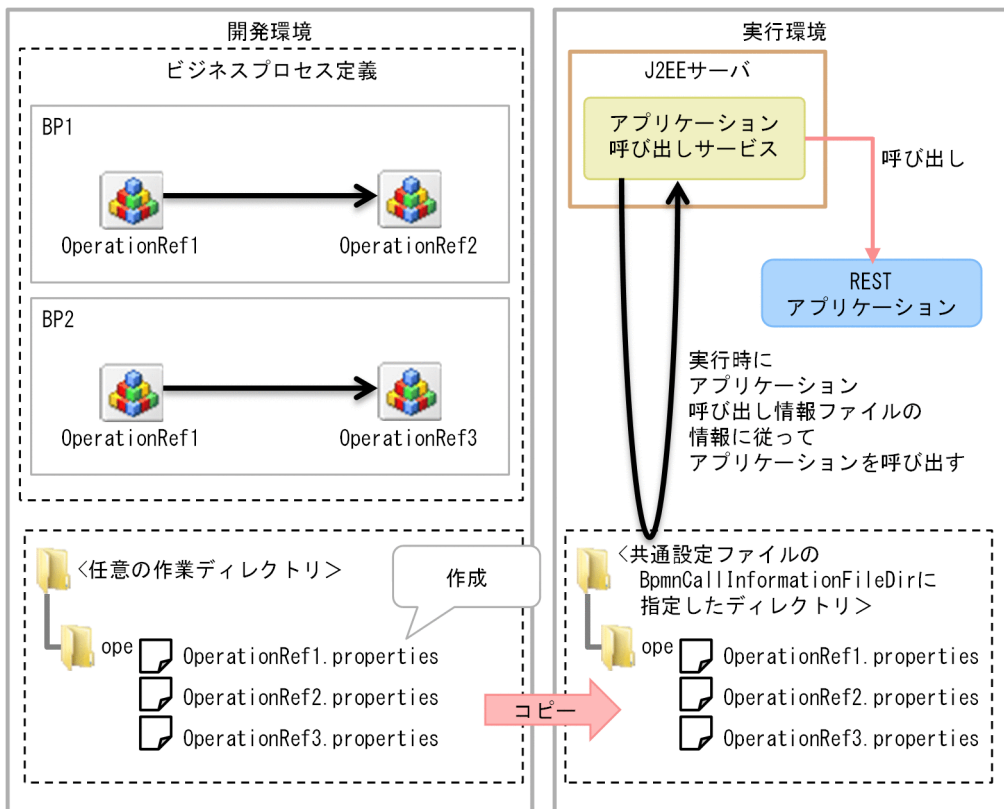 開発環境
ビジネスプロセス定義
BP1
OperationRef1
OperationRef2
BP2
OperationRef1
OperationRef3
<任意の作業ディレクトリ>
作成
ope
OperationRef1.properties
OperationRef2.properties
OperationRef3.properties
コピー
実行環境
J2EEサーバ
アプリケーション
呼び出しサービス
呼び出し
REST
アプリケーション
実行時に
アプリケーション
呼び出し情報ファイルの
情報に従って
アプリケーションを呼び出す
<共通設定ファイルの
BpmnCallInformationFileDirに
指定したディレクトリ>
ope
OperationRef1.properties
OperationRef2.properties
OperationRef3.properties